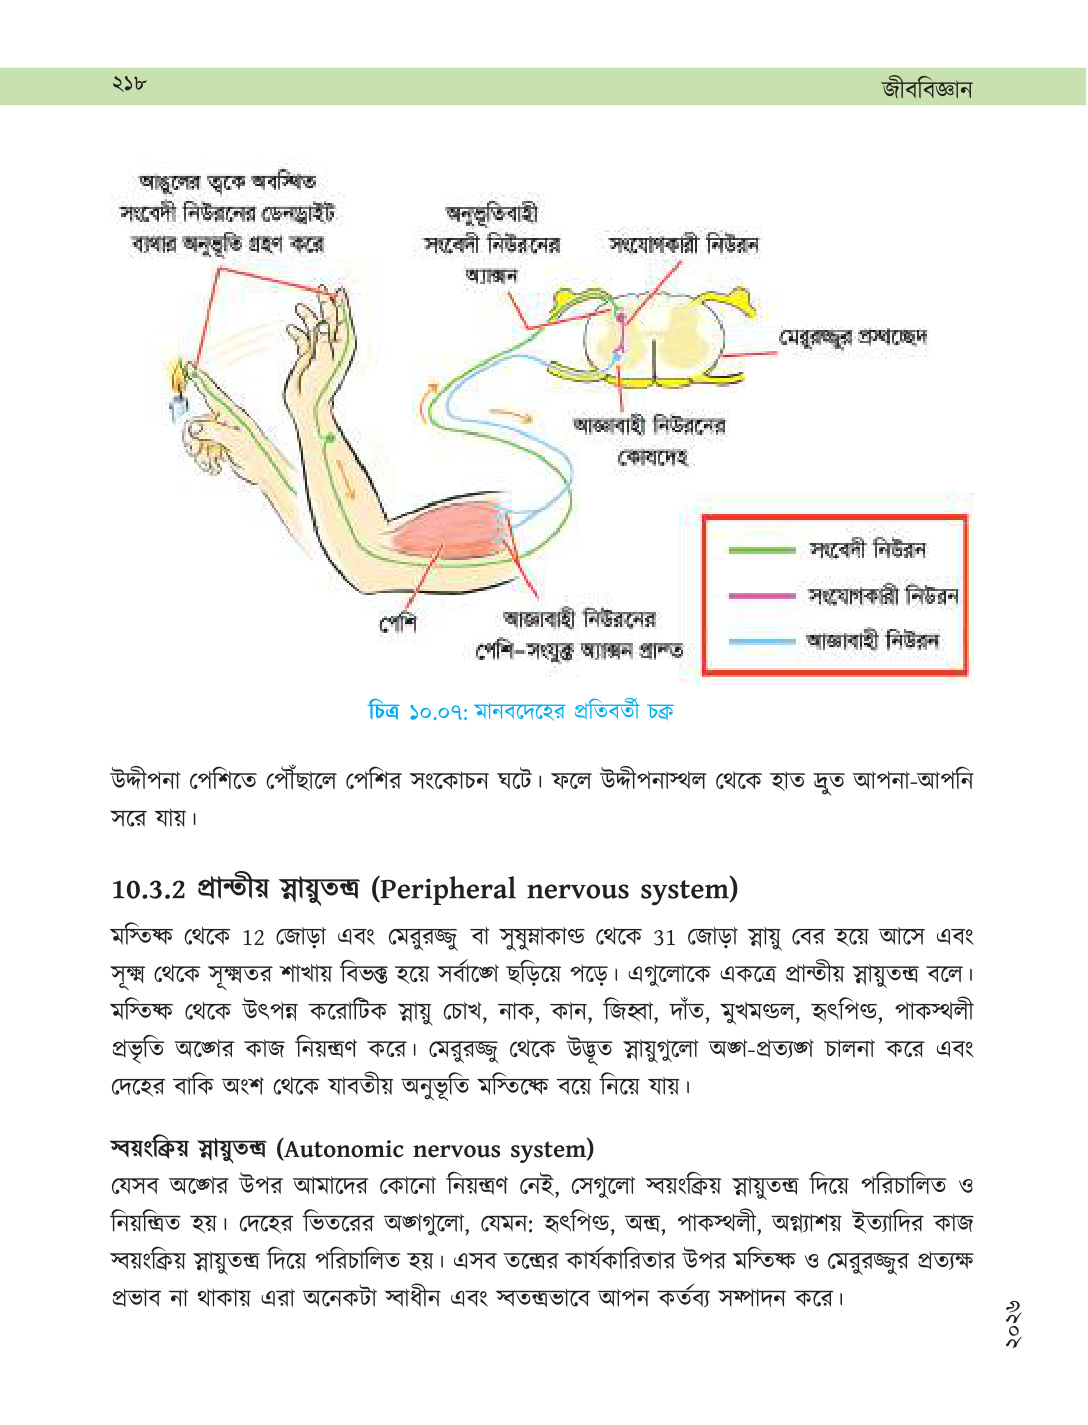 ২১৮
জীববিজ্ঞান
আঙুলের ত্বকে অবস্থিত
সংবেদী নিউরনের ডেনড্রাইট
ব্যথার অনুভূতি গ্রহণ করে
অনুভূতিবাহী
সংবেদী নিউরনের
অ্যাক্সন
সংযোগকারী নিউরন
মেরুরজ্জুর প্রস্থচ্ছেদ
আজ্ঞাবাহী নিউরনের
কোষদেহ
পেশি
আজ্ঞাবাহী নিউরনের
পেশি-সংযুক্ত অ্যাক্সন প্রান্ত
সংবেদী নিউরন
সংযোগকারী নিউরন
আজ্ঞাবাহী নিউরন
চিত্র ১০.০৭: মানবদেহের প্রতিবর্তী চক্র
উদ্দীপনা পেশিতে পৌঁছালে পেশির সংকোচন ঘটে। ফলে উদ্দীপনাস্থল থেকে হাত দ্রুত আপনা-আপনি
সরে যায়।
10.3.2 প্রান্তীয় স্নায়ুতন্ত্র (Peripheral nervous system)
মস্তিষ্ক থেকে 12 জোড়া এবং মেরুরজ্জু বা সুষুম্নাকাণ্ড থেকে 31 জোড়া স্নায়ু বের হয়ে আসে এবং
সূক্ষ্ম থেকে সূক্ষ্মতর শাখায় বিভক্ত হয়ে সর্বাঙ্গে ছড়িয়ে পড়ে। এগুলোকে একত্রে প্রান্তীয় স্নায়ুতন্ত্র বলে।
মস্তিষ্ক থেকে উৎপন্ন করোটিক স্নায়ু চোখ, নাক, কান, জিহ্বা, দাঁত, মুখমণ্ডল, হৃৎপিণ্ড, পাকস্থলী
প্রভৃতি অঙ্গের কাজ নিয়ন্ত্রণ করে। মেরুরজ্জু থেকে উদ্ভূত স্নায়ুগুলো অঙ্গ-প্রত্যঙ্গ চালনা করে এবং
দেহের বাকি অংশ থেকে যাবতীয় অনুভূতি মস্তিষ্কে বয়ে নিয়ে যায়।
স্বয়ংক্রিয় স্নায়ুতন্ত্র (Autonomic nervous system)
যেসব অঙ্গের উপর আমাদের কোনো নিয়ন্ত্রণ নেই, সেগুলো স্বয়ংক্রিয় স্নায়ুতন্ত্র দিয়ে পরিচালিত ও
নিয়ন্ত্রিত হয়। দেহের ভিতরের অঙ্গগুলো, যেমন: হৃৎপিণ্ড, অন্ত্র, পাকস্থলী, অগ্ন্যাশয় ইত্যাদির কাজ
স্বয়ংক্রিয় স্নায়ুতন্ত্র দিয়ে পরিচালিত হয়। এসব তন্ত্রের কার্যকারিতার উপর মস্তিষ্ক ও মেরুরজ্জুর প্রত্যক্ষ
প্রভাব না থাকায় এরা অনেকটা স্বাধীন এবং স্বতন্ত্রভাবে আপন কর্তব্য সম্পাদন করে।
২০২৬